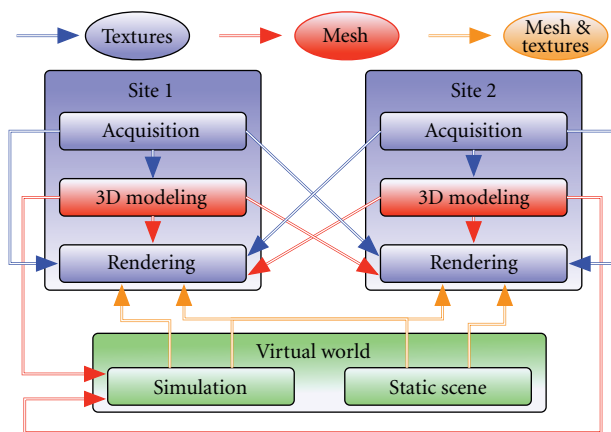 Textures
Mesh
Mesh &
textures
Site 1
Site 2
Acquisition
Acquisition
3D modeling
3D modeling
Rendering
Rendering
Virtual world
Simulation
Static scene